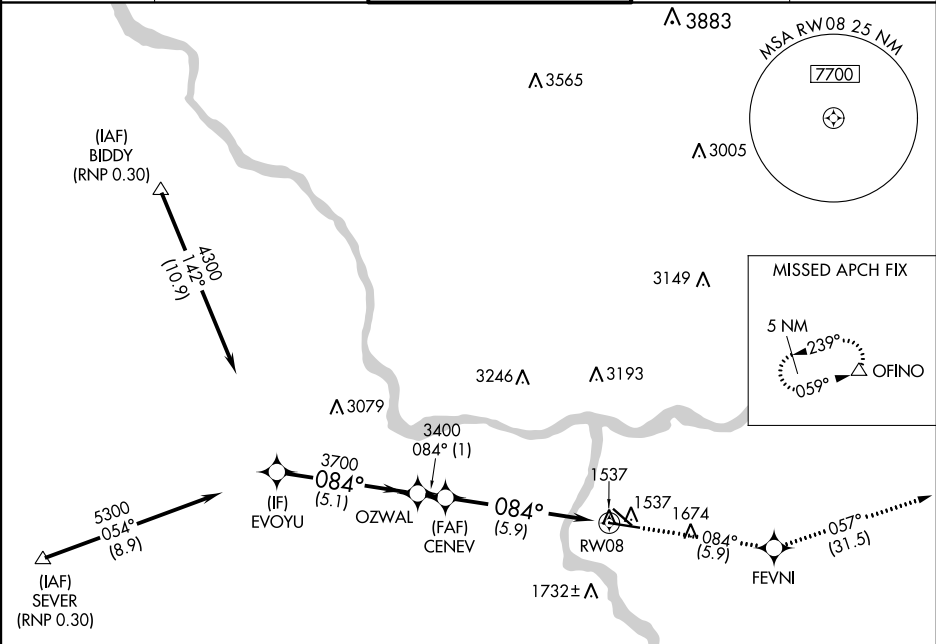 3883
MSA RW08 25 NM
7700
3565
3005
(IAF)
BIDDY
(RNP 0.30)
4300
142°
(10.9)
3149
MISSED APCH FIX
5 NM
239°
059°
OFINO
3246
3193
3079
3400
084° (1)
3700
084°
(5.1)
(IF)
EVOYU
OZWAL
(FAF)
CENEV
084°
(5.9)
1537
1537
1674
RW08
084°
(5.9)
FEVNI
057°
(31.5)
5300
054°
(8.9)
(IAF)
SEVER
(RNP 0.30)
1732±